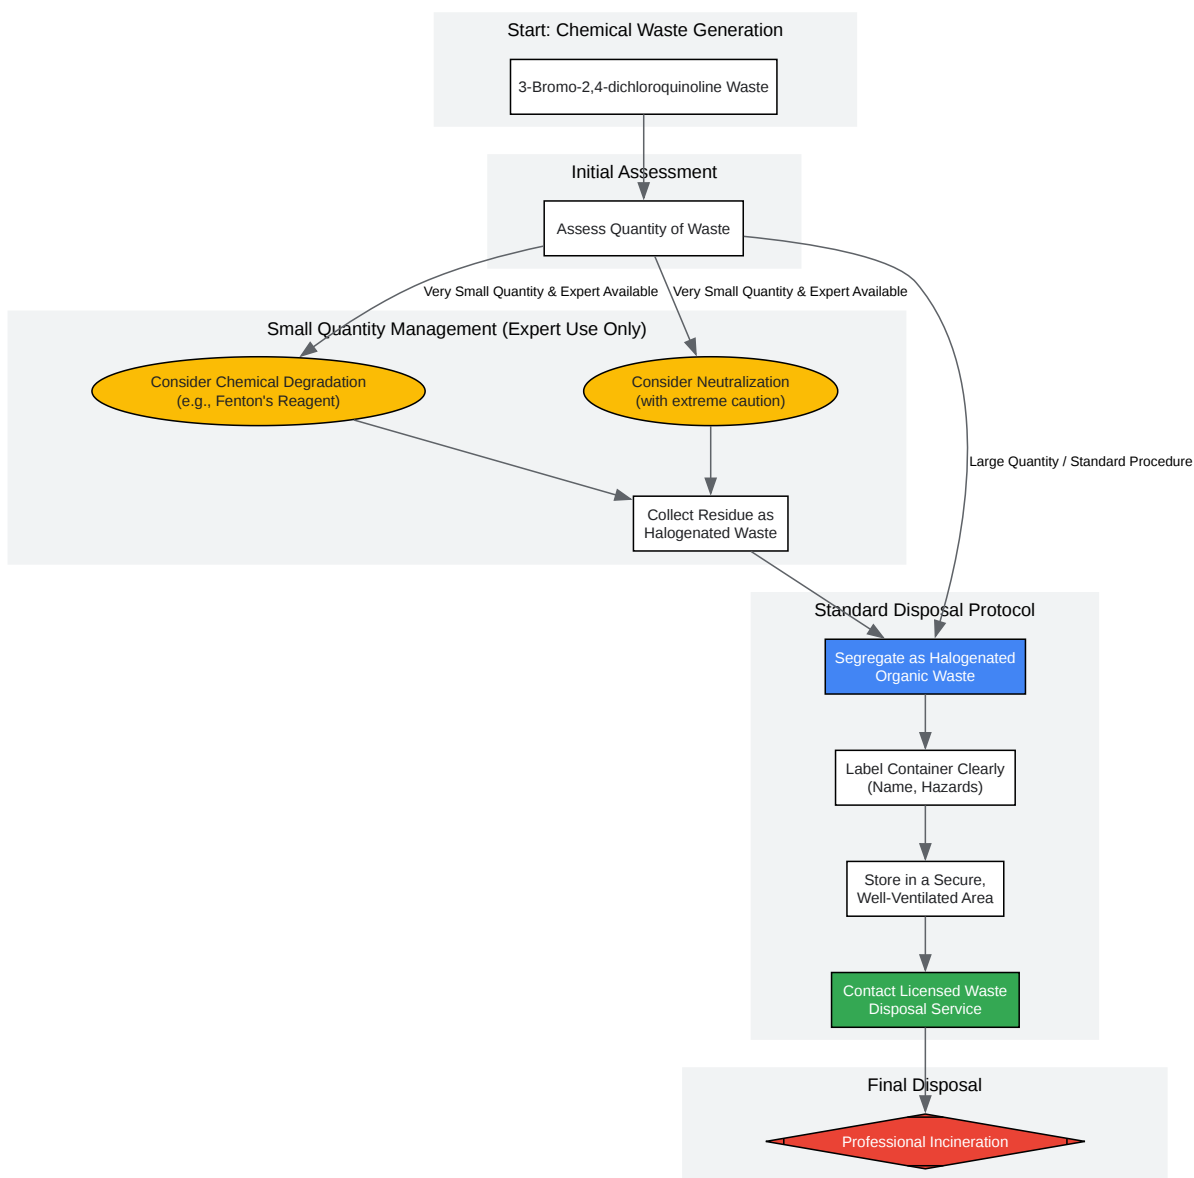 Start: Chemical Waste Generation
3-Bromo-2,4-dichloroquinoline Waste
Initial Assessment
Assess Quantity of Waste
Very Small Quantity & Expert Available
Very Small Quantity & Expert Available
Small Quantity Management (Expert Use Only)
Consider Chemical Degradation
(e.g., Fenton's Reagent)
Consider Neutralization
(with extreme caution)
Large Quantity / Standard Procedure
Collect Residue as
Halogenated Waste
Standard Disposal Protocol
Segregate as Halogenated
Organic Waste
Label Container Clearly
(Name, Hazards)
Store in a Secure,
Well-Ventilated Area
Contact Licensed Waste
Disposal Service
Final Disposal
Professional Incineration